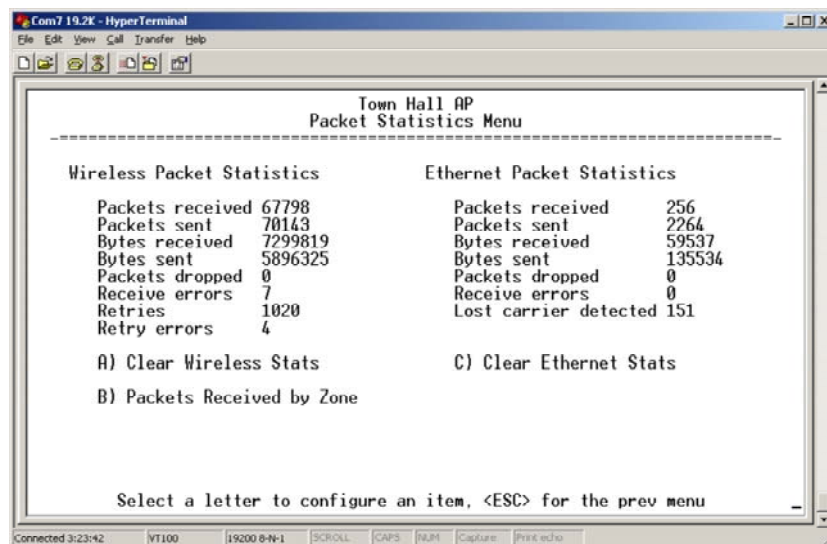 Com7 19.2K - HyperTerminal
File Edit View Call Transfer Help
Town Hall AP
Packet Statistics Menu
Wireless Packet Statistics
Packets received 67798
Packets sent 70143
Bytes received 7299819
Bytes sent 5896325
Packets dropped 0
Receive errors 7
Retries 1020
Retry errors 4
A) Clear Wireless Stats
B) Packets Received by Zone
Ethernet Packet Statistics
Packets received 256
Packets sent 2264
Bytes received 59537
Bytes sent 135534
Packets dropped 0
Receive errors 0
Lost carrier detected 151
C) Clear Ethernet Stats
Select a letter to configure an item, <ESC> for the prev menu
Connected 3:23:42 VT100 19200 8-N-1 SCROLL CAPS NUM Capture Print echo